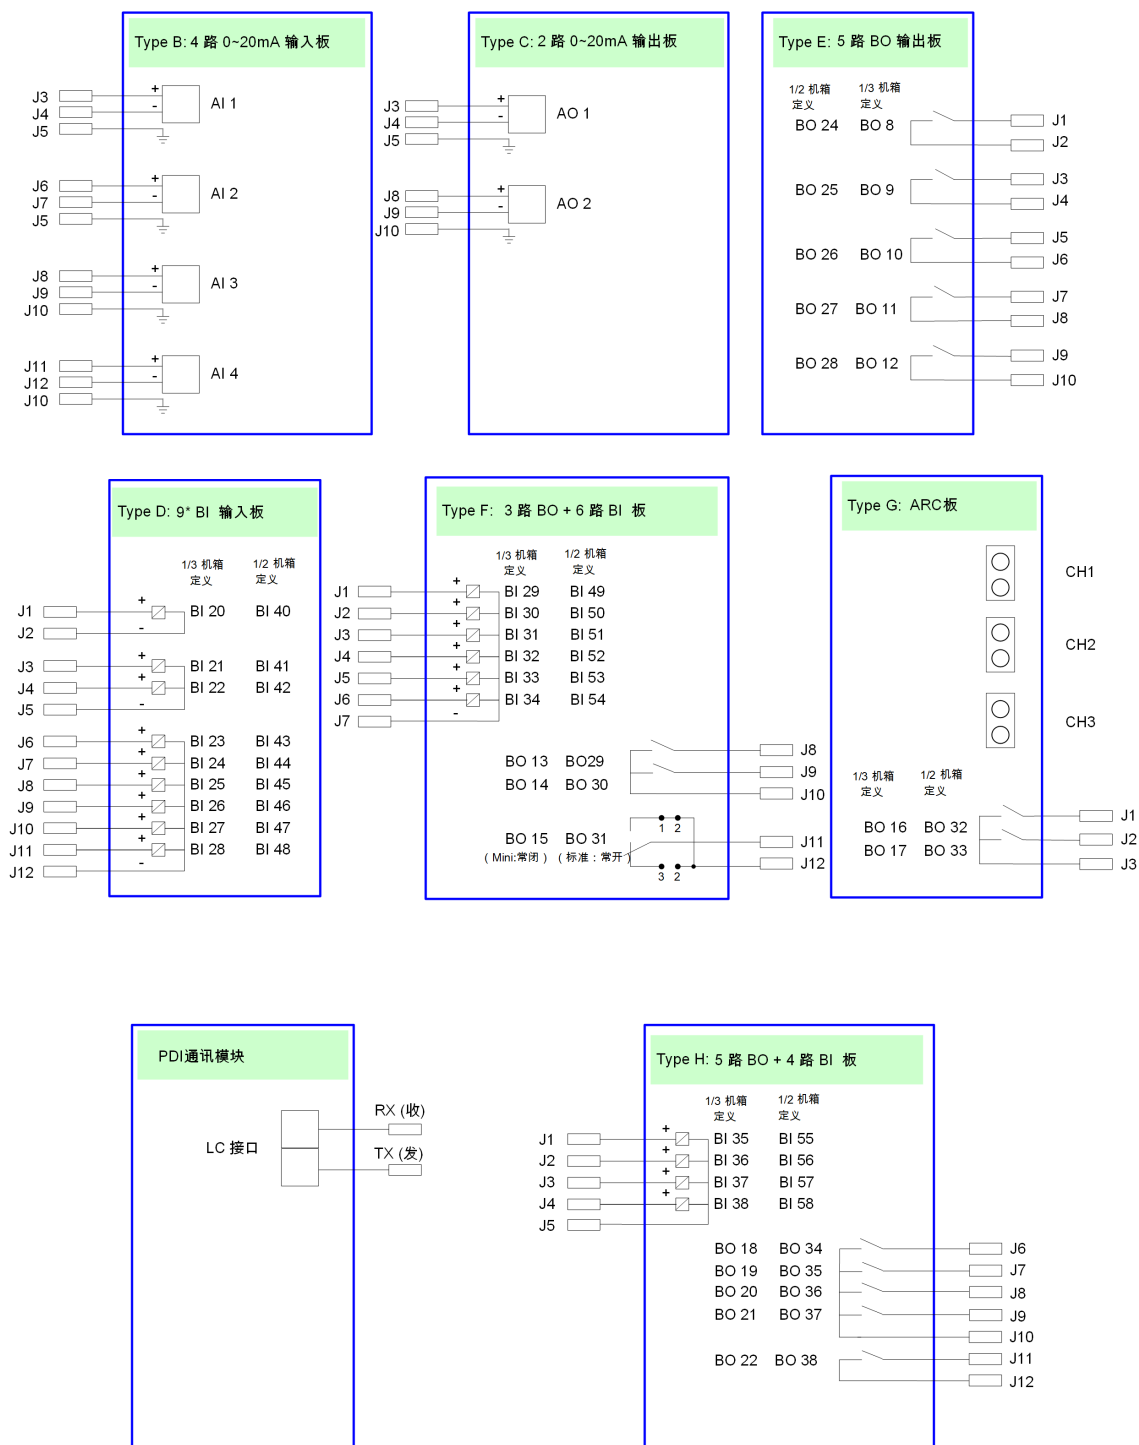 Type B: 4 路 0~20mA 输入板
J3
+
-
AI 1
J4
J5
J6
+
-
AI 2
J7
J5
J8
+
-
AI 3
J9
J10
J11
+
-
AI 4
J12
J10
Type C: 2 路 0~20mA 输出板
J3
+
-
AO 1
J4
J5
J8
+
-
AO 2
J9
J10
Type E: 5 路 BO 输出板
1/2 机箱 1/3 机箱
定义 定义
BO 24 BO 8 J1
J2
BO 25 BO 9 J3
J4
BO 26 BO 10 J5
J6
BO 27 BO 11 J7
J8
BO 28 BO 12 J9
J10
Type D: 9* BI 输入板
1/3 机箱 1/2 机箱
定义 定义
J1 + BI 20 BI 40
J2 -
J3 + BI 21 BI 41
J4 + BI 22 BI 42
J5 -
J6 + BI 23 BI 43
J7 + BI 24 BI 44
J8 + BI 25 BI 45
J9 + BI 26 BI 46
J10 + BI 27 BI 47
J11 + BI 28 BI 48
J12 -
Type F: 3 路 BO + 6 路 BI 板
1/3 机箱 1/2 机箱
定义 定义
J1 + BI 29 BI 49
J2 + BI 30 BI 50
J3 + BI 31 BI 51
J4 + BI 32 BI 52
J5 + BI 33 BI 53
J6 + BI 34 BI 54
J7 -
BO 13 BO29 J8
BO 14 BO 30 J9
J10
1 2
BO 15 BO 31 J11
（Mini:常闭）（标准：常开） J12
3 2
Type G: ARC板
CH1
CH2
CH3
1/3 机箱 1/2 机箱
定义 定义
J1
BO 16 BO 32 J2
BO 17 BO 33 J3
PDI通讯模块
RX (收)
LC 接口
TX (发)
Type H: 5 路 BO + 4 路 BI 板
1/3 机箱 1/2 机箱
定义 定义
J1 + BI 35 BI 55
J2 + BI 36 BI 56
J3 + BI 37 BI 57
J4 + BI 38 BI 58
J5
BO 18 BO 34 J6
BO 19 BO 35 J7
BO 20 BO 36 J8
BO 21 BO 37 J9
J10
BO 22 BO 38 J11
J12